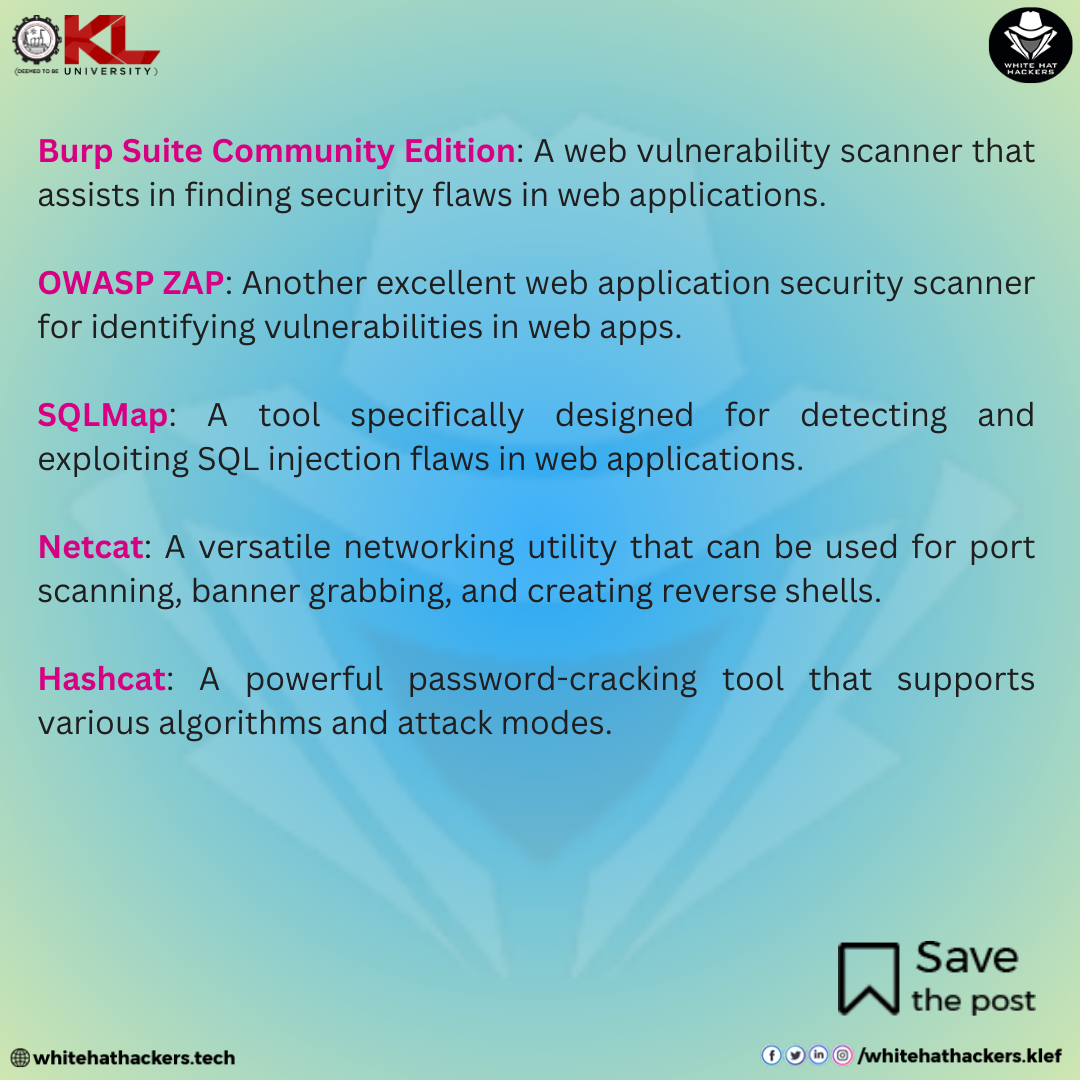 KL
(DEEMED TO BE UNIVERSITY)
WHITE HAT
HACKERS
Burp Suite Community Edition: A web vulnerability scanner that
assists in finding security flaws in web applications.
OWASP ZAP: Another excellent web application security scanner
for identifying vulnerabilities in web apps.
SQLMap: A tool specifically designed for detecting and
exploiting SQL injection flaws in web applications.
Netcat: A versatile networking utility that can be used for port
scanning, banner grabbing, and creating reverse shells.
Hashcat: A powerful password-cracking tool that supports
various algorithms and attack modes.
Save
the post
whitehathackers.tech
/whitehathackers.klef